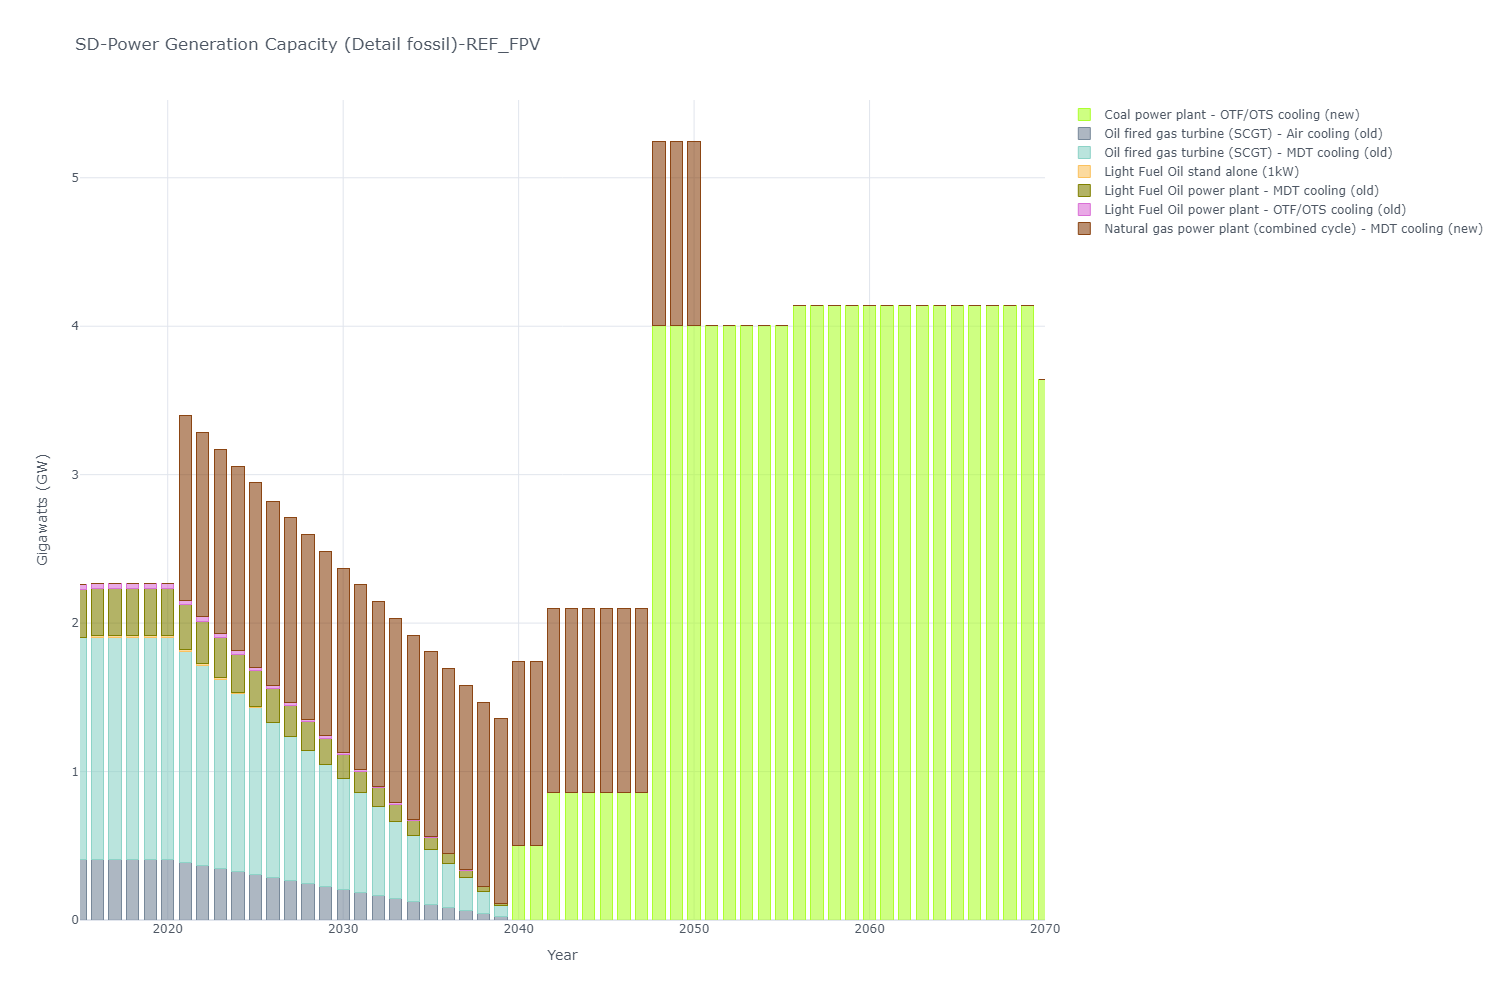 SD-Power Generation Capacity (Detail fossil)-REF_FPV
Coal power plant - OTF/OTS cooling (new)
Oil fired gas turbine (SCGT) - Air cooling (old)
Oil fired gas turbine (SCGT) - MDT cooling (old)
Light Fuel Oil stand alone (1kW)
Light Fuel Oil power plant - MDT cooling (old)
Light Fuel Oil power plant - OTF/OTS cooling (old)
Natural gas power plant (combined cycle) - MDT cooling (new)
5
4
3
2
1
0
Gigawatts (GW)
2020
2030
2040
2050
2060
2070
Year